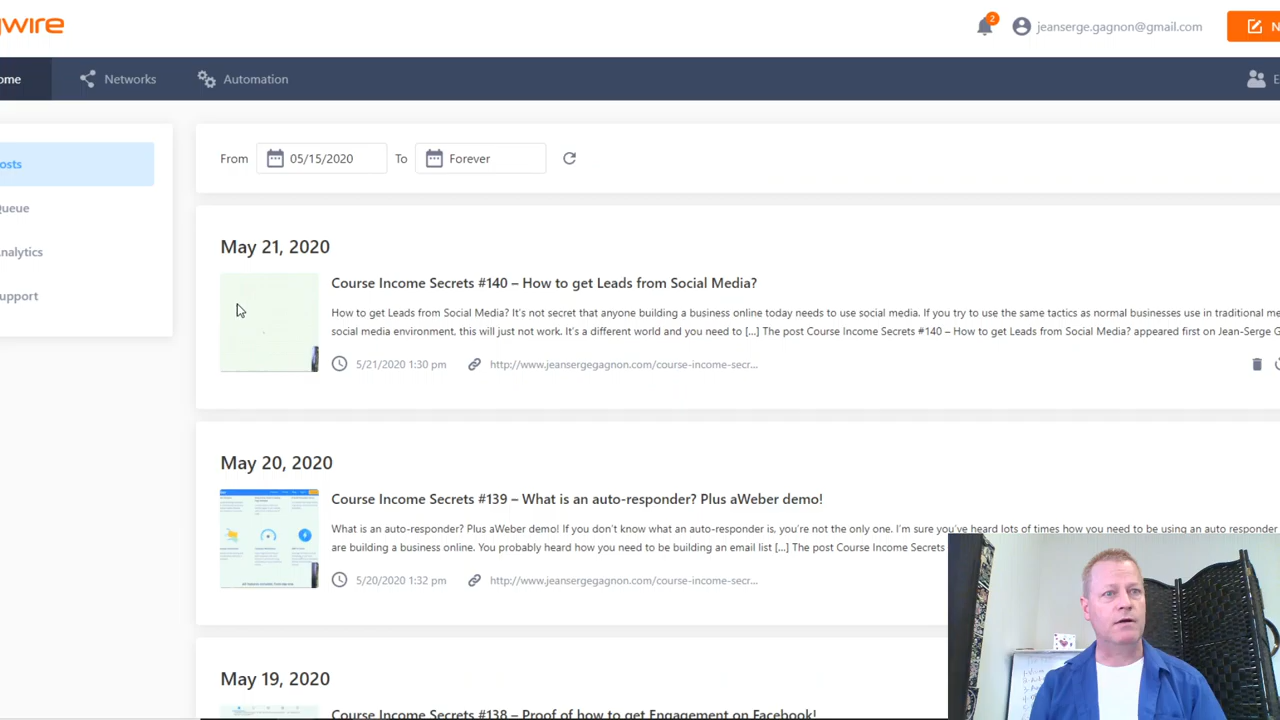 wire
2
jeanserge.gagnon@gmail.com
N
ome
Networks
Automation
E
osts
Queue
nalytics
upport
From
05/15/2020
To
Forever
May 21, 2020
Course Income Secrets #140 – How to get Leads from Social Media?
How to get Leads from Social Media? It's not secret that anyone building a business online today needs to use social media. If you try to use the same tactics as normal businesses use in traditional me
social media environment, this will just not work. It's a different world and you need to [...] The post Course Income Secrets #140 – How to get Leads from Social Media? appeared first on Jean-Serge G
5/21/2020 1:30 pm
http://www.jeansergegagnon.com/course-income-secr...
May 20, 2020
Course Income Secrets #139 – What is an auto-responder? Plus aWeber demo!
What is an auto-responder? Plus aWeber demo! If you don't know what an auto-responder is, you're not the only one. I'm sure you've heard lots of times how you need to be using an auto responder
are building a business online. You probably heard how you need to be building an email list [...] The post Course Income Secrets
5/20/2020 1:32 pm
http://www.jeansergegagnon.com/course-income-secr...
May 19, 2020
Course Income Secrets #138 – Proof of how to get Engagement on Facebook!